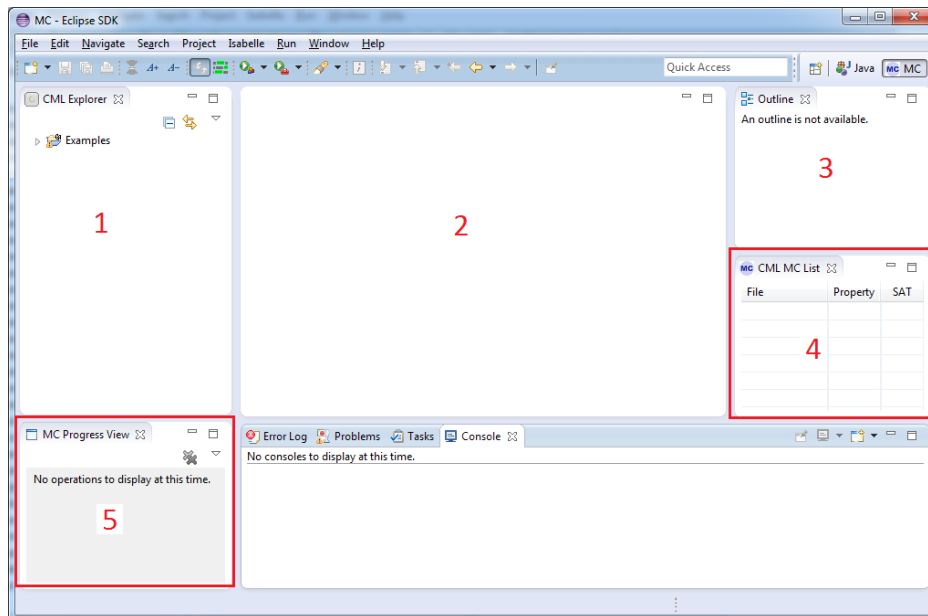 MC - Eclipse SDK
File Edit Navigate Search Project Isabelle Run Window Help
A+ A- Quick Access Java MC MC
CML Explorer
Examples
1
2
Outline
An outline is not available.
3
MC CML MC List
File Property SAT
4
MC Progress View
No operations to display at this time.
5
Error Log Problems Tasks Console
No consoles to display at this time.